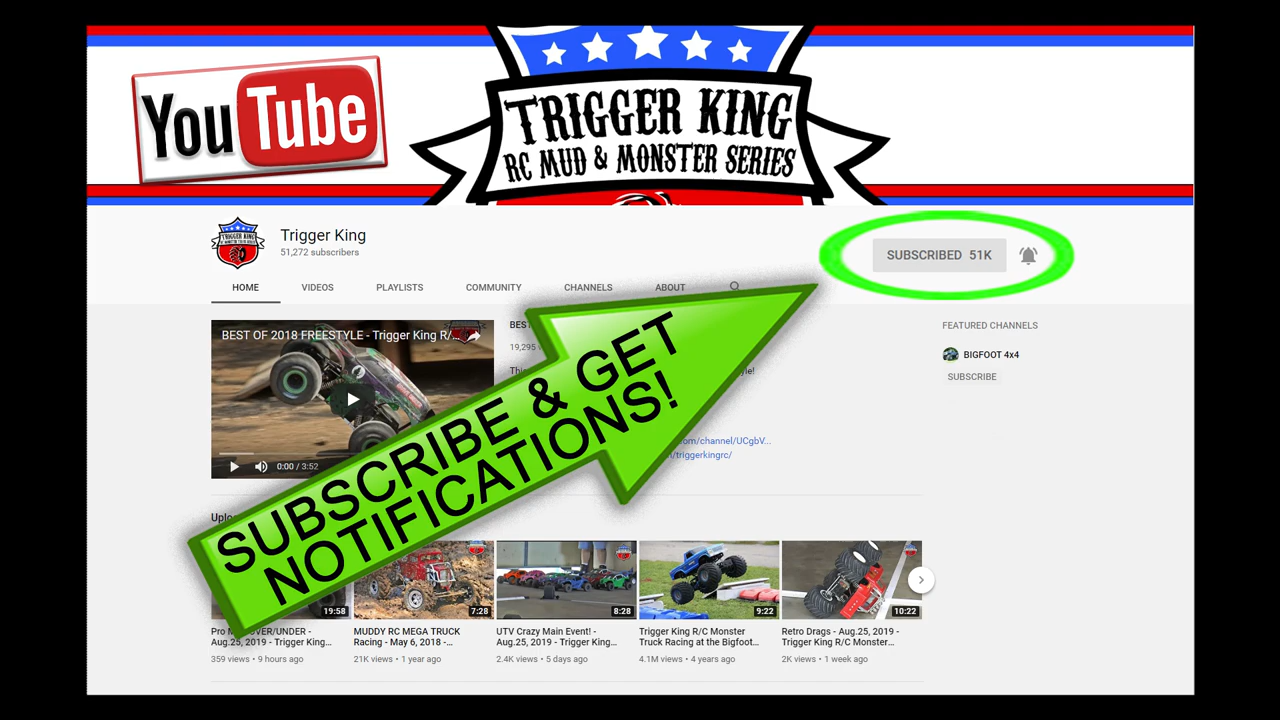 YouTube
TRIGGER KING
RC MUD & MONSTER SERIES
Trigger King
51,272 subscribers
SUBSCRIBED 51K
HOME VIDEOS PLAYLISTS COMMUNITY CHANNELS ABOUT
BEST OF 2018 FREESTYLE - Trigger King R/...
0:00 / 3:52
BEST
19,295
FEATURED CHANNELS
BIGFOOT 4x4
SUBSCRIBE
SUBSCRIBE & GET
NOTIFICATIONS!
om/channel/UCgbV...
/triggerkingrc/
19:58
7:28
8:28
9:22
10:22
Pro OVER/UNDER -
Aug.25, 2019 - Trigger King...
359 views • 9 hours ago
MUDDY RC MEGA TRUCK
Racing - May 6, 2018 -...
21K views • 1 year ago
UTV Crazy Main Event! -
Aug.25, 2019 - Trigger King...
2.4K views • 5 days ago
Trigger King R/C Monster
Truck Racing at the Bigfoot...
4.1M views • 4 years ago
Retro Drags - Aug.25, 2019 -
Trigger King R/C Monster...
2K views • 1 week ago